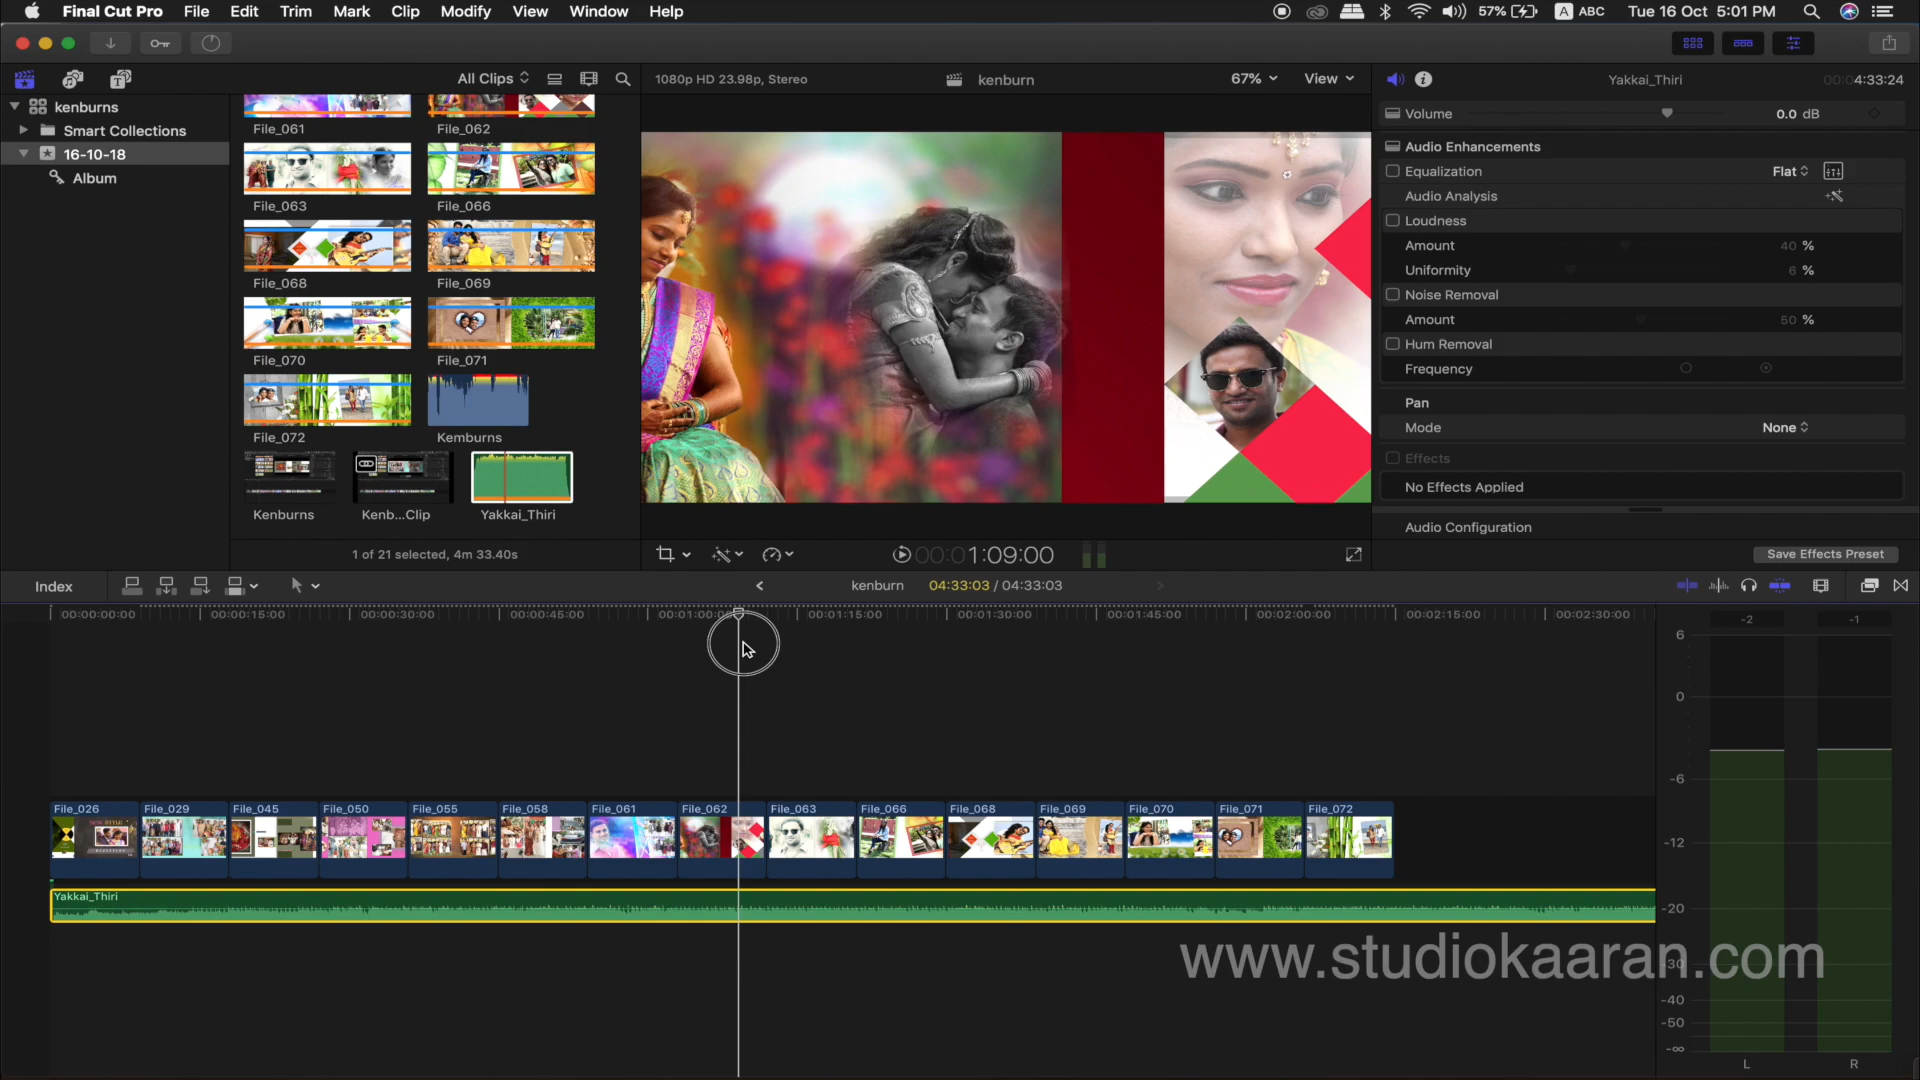 Final Cut Pro File Edit Trim Mark Clip Modify View Window Help 57% A ABC Tue 16 Oct 5:01 PM
All Clips 1080p HD 23.98p, Stereo kenburn 67% View Yakkai_Thiri 00:04:33:24
kenburns
Smart Collections
16-10-18
Album
File_061 File_062
File_063 File_066
File_068 File_069
File_070 File_071
File_072 Kemburns
Kenburns Kenb...Clip Yakkai_Thiri
1 of 21 selected, 4m 33.40s
00:00:1:09:00
Volume 0.0 dB
Audio Enhancements
Equalization Flat
Audio Analysis
Loudness
Amount 40 %
Uniformity 6 %
Noise Removal
Amount 50 %
Hum Removal
Frequency
Pan
Mode None
Effects
No Effects Applied
Audio Configuration
Save Effects Preset
Index kenburn 04:33:03 / 04:33:03
00:00:00:00 00:00:15:00 00:00:30:00 00:00:45:00 00:01:00:00 00:01:15:00 00:01:30:00 00:01:45:00 00:02:00:00 00:02:15:00 00:02:30:00
File_026 File_029 File_045 File_050 File_055 File_058 File_061 File_062 File_063 File_066 File_068 File_069 File_070 File_071 File_072
Yakkai_Thiri
www.studiokaaran.com
-2 -1
6
0
-6
-12
-20
-30
-40
-50
-∞
L R